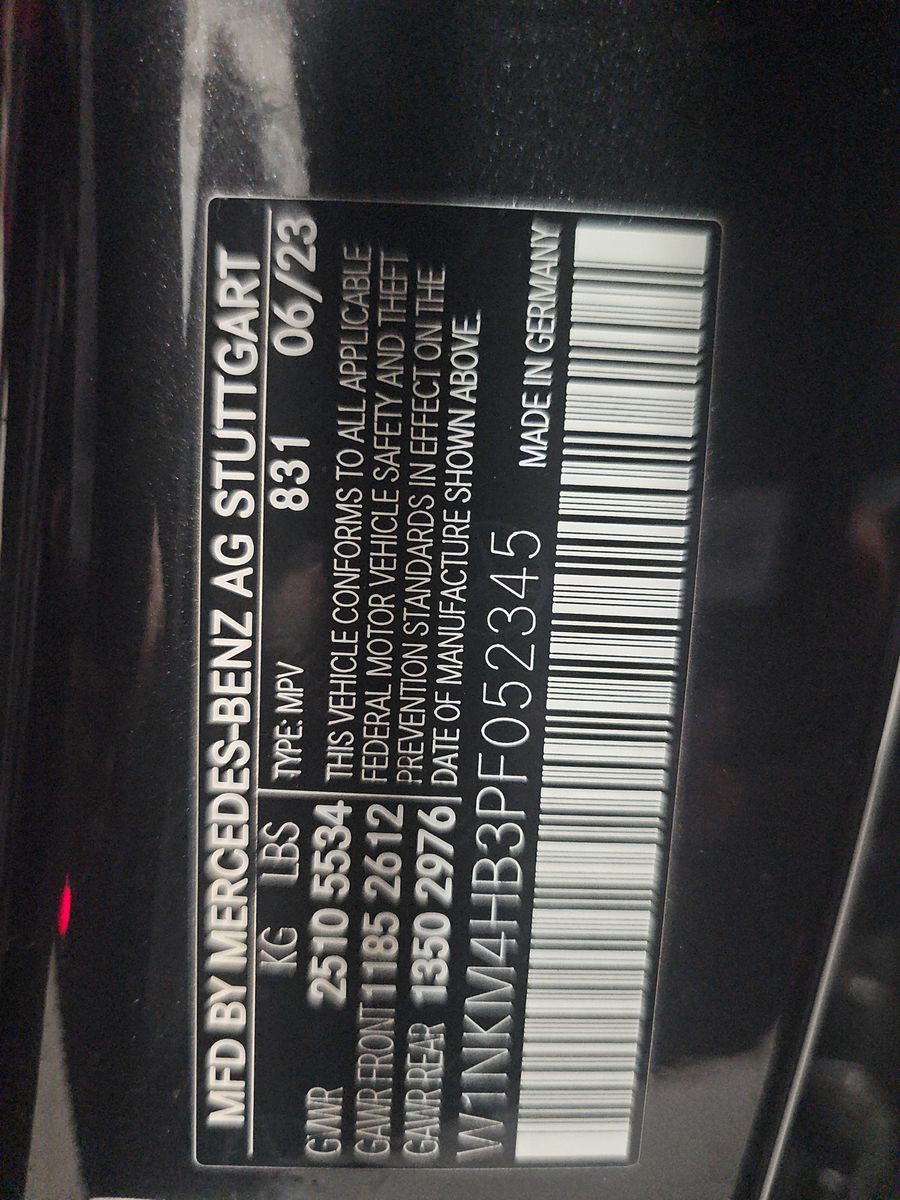 MFD BY MERCEDES-BENZ AG STUTTGART
KG LBS
GVWR 2510 5534
GAWR FRONT 1185 2612
GAWR REAR 1350 2976
TYPE: MPV 831 06/23
THIS VEHICLE CONFORMS TO ALL APPLICABLE
FEDERAL MOTOR VEHICLE SAFETY AND THEFT
PREVENTION STANDARDS IN EFFECT ON THE
DATE OF MANUFACTURE SHOWN ABOVE.
MADE IN GERMANY
W1NKM4HB3PF052345